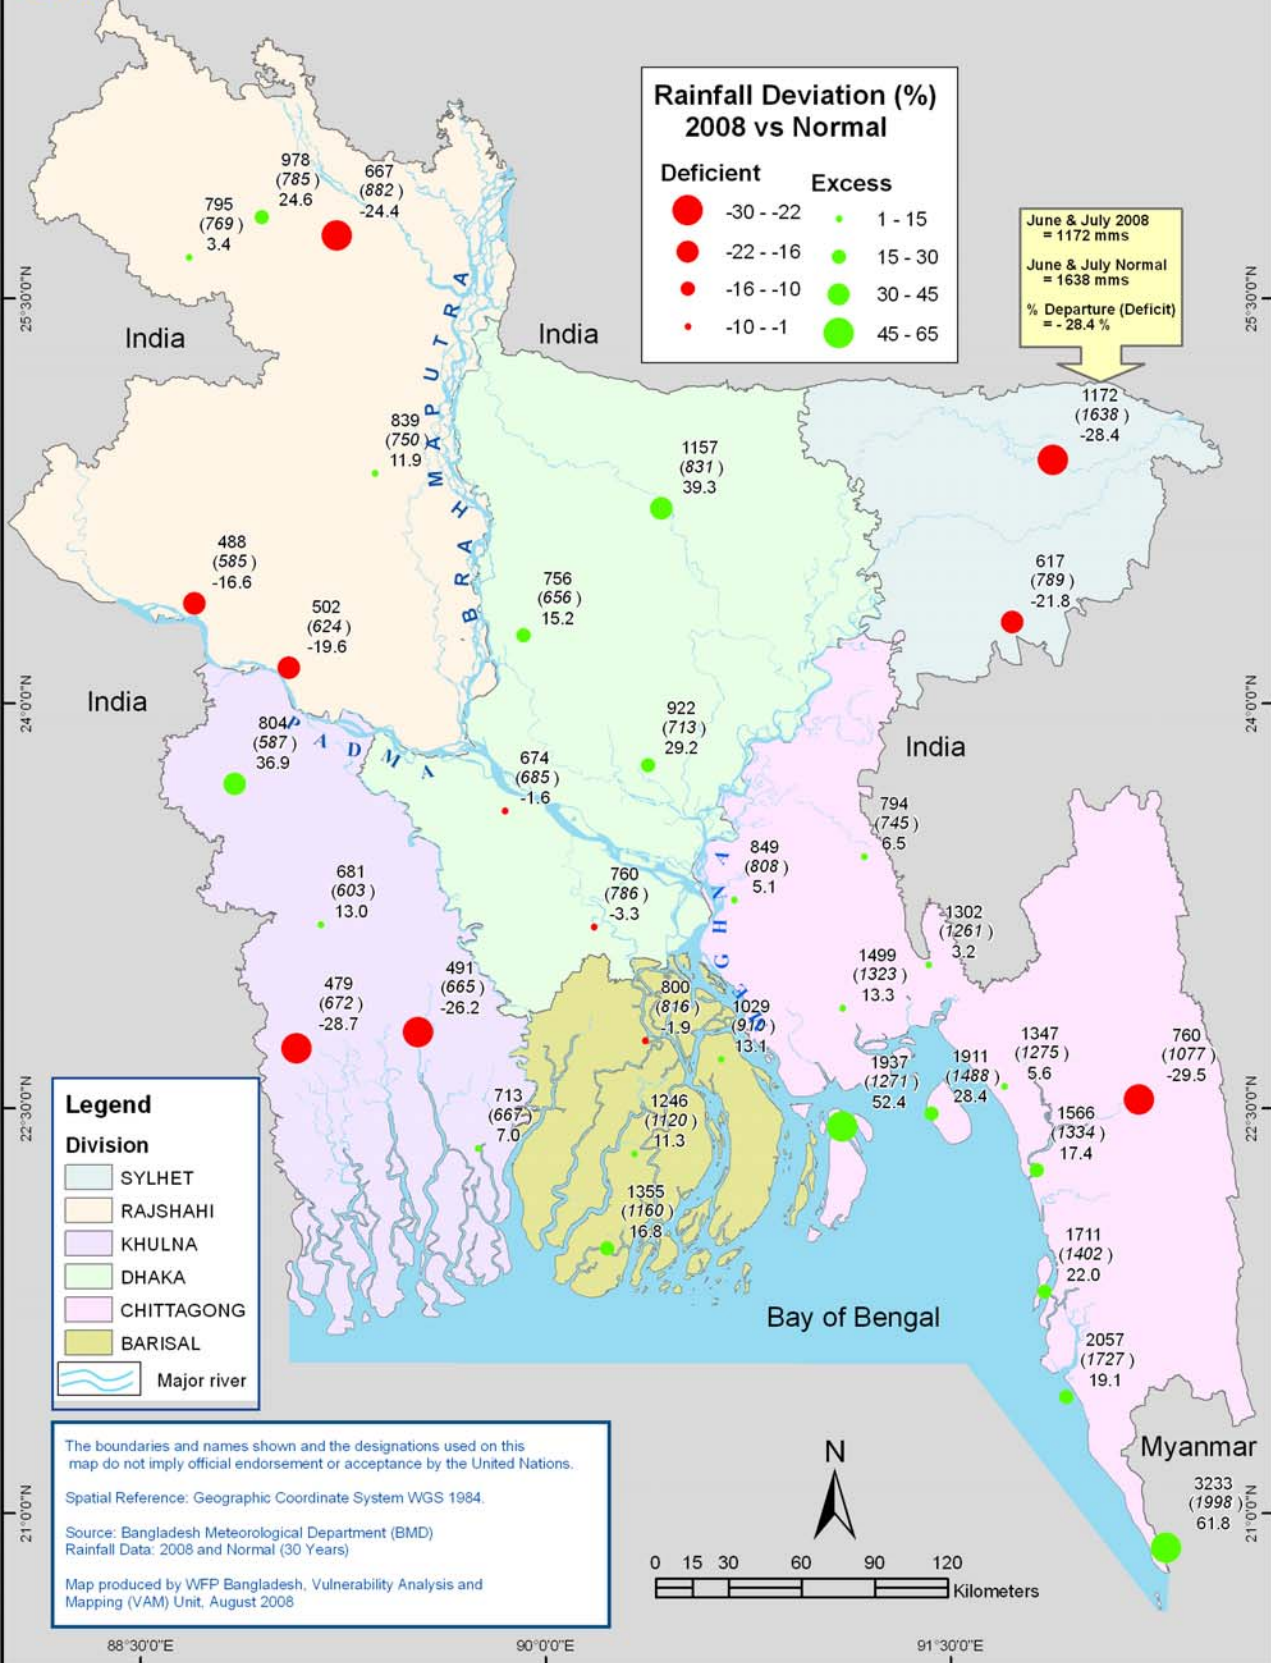 Rainfall Deviation (%)
2008 vs Normal
Deficient
-30 - -22
-22 - -16
-16 - -10
-10 - -1
Excess
1 - 15
15 - 30
30 - 45
45 - 65
June & July 2008
= 1172 mms
June & July Normal
= 1638 mms
% Departure (Deficit)
= - 28.4 %
978
(785)
24.6
667
(882 )
-24.4
795
(769 )
3.4
25°30'0"N
25°30'0"N
India
India
BRAHMAPUTRA
1172
(1638 )
-28.4
839
(750)
11.9
1157
(831)
39.3
488
(585 )
-16.6
617
(789 )
-21.8
756
(656 )
15.2
502
(624 )
-19.6
24°0'0"N
24°0'0"N
India
804
(587)
36.9
PADMA
922
(713 )
29.2
India
674
(685 )
-1.6
794
(745 )
6.5
849
(808 )
5.1
MEGHNA
681
(603 )
13.0
760
(786 )
-3.3
1302
(1261 )
3.2
1499
(1323 )
13.3
479
(672 )
-28.7
491
(665 )
-26.2
800
(816 )
-1.9
1029
(910 )
13.1
1937
(1271 )
52.4
1911
(1488 )
28.4
1347
(1275 )
5.6
760
(1077 )
-29.5
713
(667 )
7.0
1246
(1120 )
11.3
1566
(1334 )
17.4
22°30'0"N
22°30'0"N
1355
(1160 )
16.8
1711
(1402 )
22.0
Bay of Bengal
2057
(1727 )
19.1
Legend
Division
SYLHET
RAJSHAHI
KHULNA
DHAKA
CHITTAGONG
BARISAL
Major river
The boundaries and names shown and the designations used on this
map do not imply official endorsement or acceptance by the United Nations.
Spatial Reference: Geographic Coordinate System WGS 1984.
Source: Bangladesh Meteorological Department (BMD)
Rainfall Data: 2008 and Normal (30 Years)
Map produced by WFP Bangladesh, Vulnerability Analysis and
Mapping (VAM) Unit, August 2008
N
0 15 30 60 90 120
Kilometers
Myanmar
3233
(1998 )
61.8
21°0'0"N
21°0'0"N
88°30'0"E
90°0'0"E
91°30'0"E